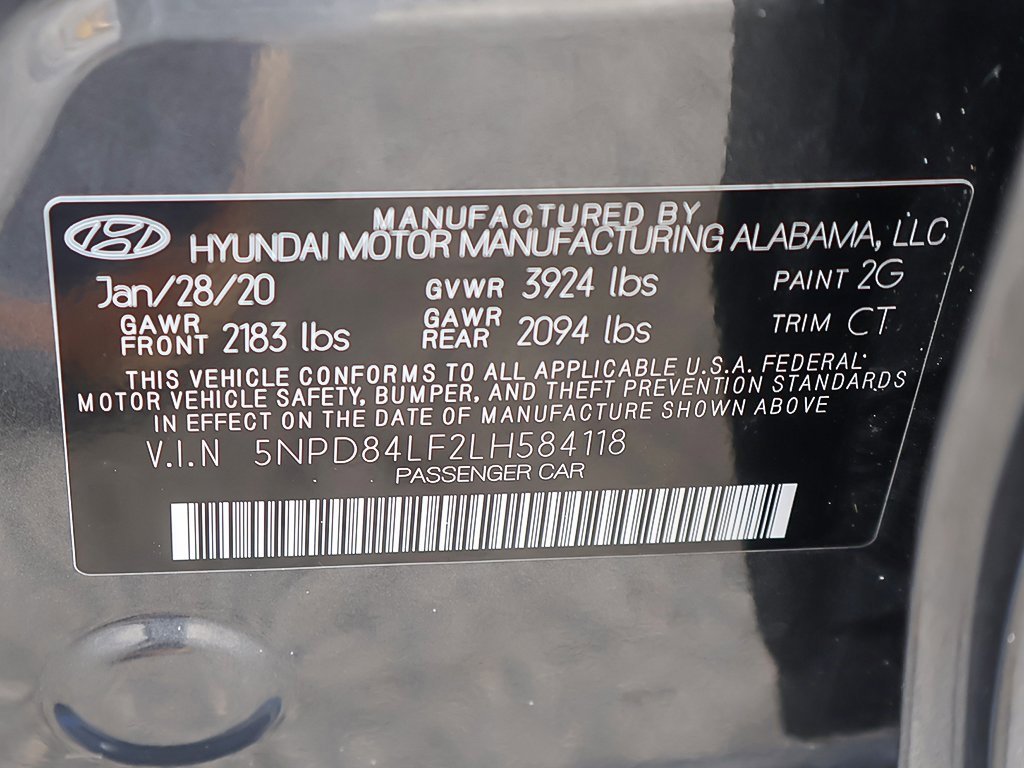 MANUFACTURED BY
HYUNDAI MOTOR MANUFACTURING ALABAMA, LLC
Jan/28/20 GVWR 3924 lbs PAINT 2G
GAWR FRONT 2183 lbs GAWR REAR 2094 lbs TRIM CT
THIS VEHICLE CONFORMS TO ALL APPLICABLE U.S.A. FEDERAL
MOTOR VEHICLE SAFETY, BUMPER, AND THEFT PREVENTION STANDARDS
IN EFFECT ON THE DATE OF MANUFACTURE SHOWN ABOVE
V.I.N 5NPD84LF2LH584118
PASSENGER CAR